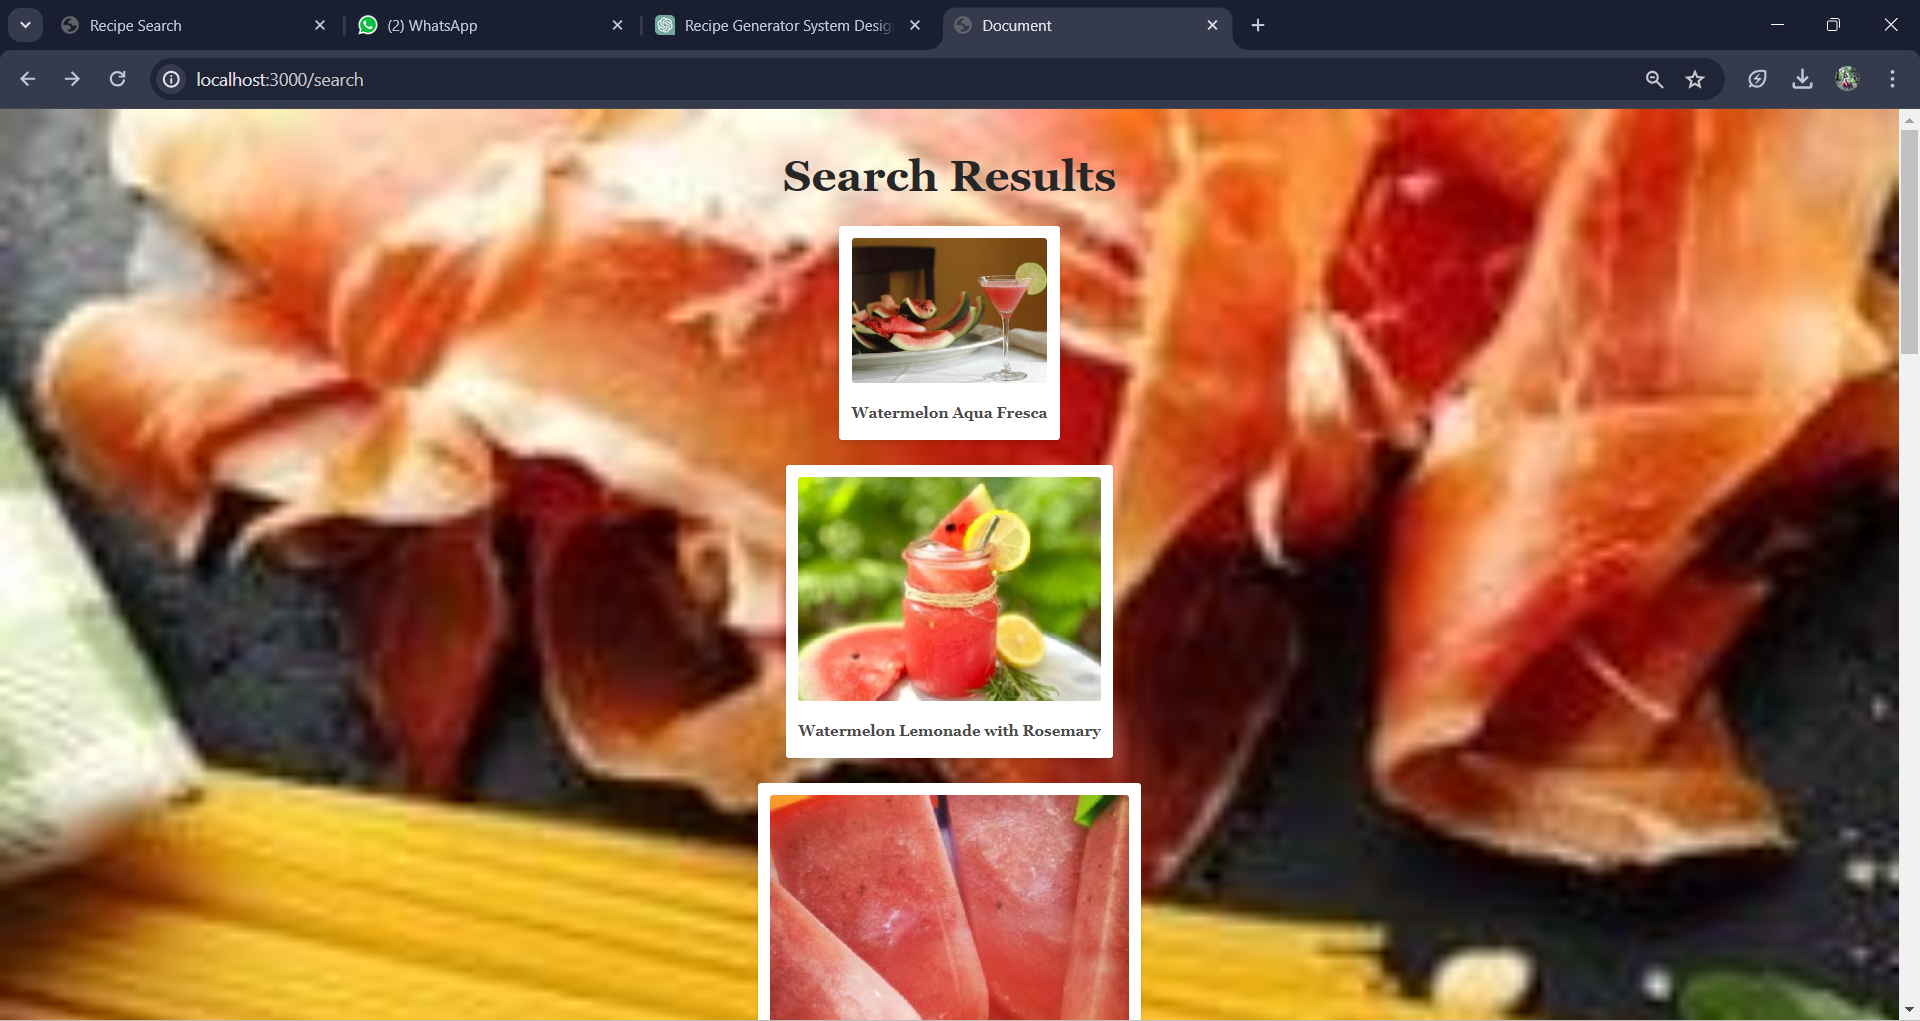 Recipe Search
(2) WhatsApp
Recipe Generator System Desig
Document
localhost:3000/search
Search Results
Watermelon Aqua Fresca
Watermelon Lemonade with Rosemary